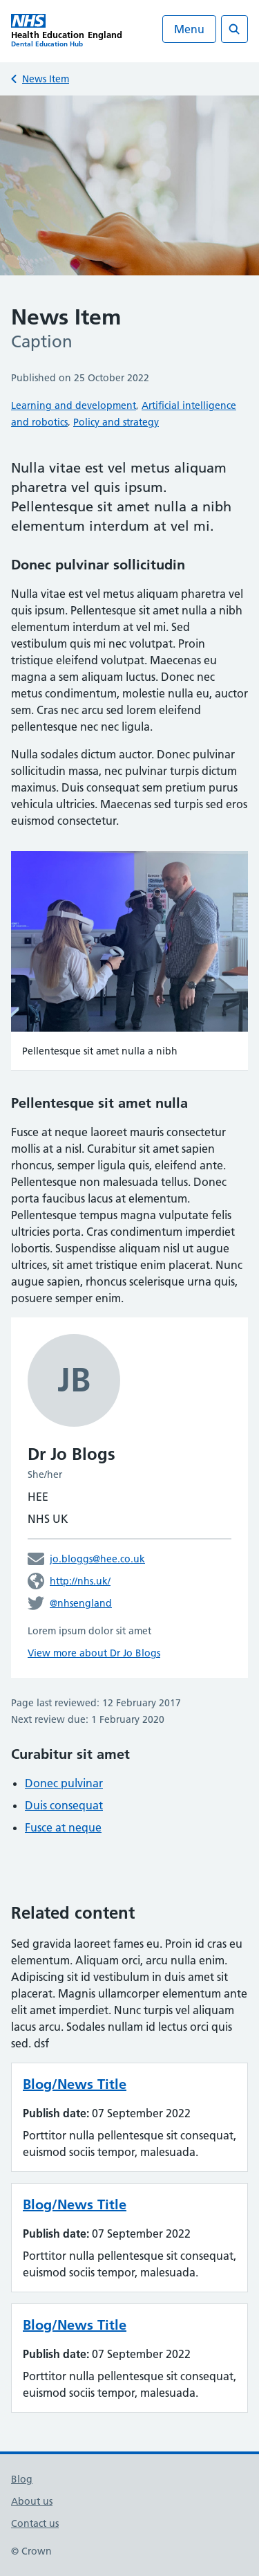 NHS
Health Education England
Dental Education Hub
Menu
News Item
News Item
Caption
Published on 25 October 2022
Learning and development, Artificial intelligence
and robotics, Policy and strategy
Nulla vitae est vel metus aliquam
pharetra vel quis ipsum.
Pellentesque sit amet nulla a nibh
elementum interdum at vel mi.
Donec pulvinar sollicitudin
Nulla vitae est vel metus aliquam pharetra vel
quis ipsum. Pellentesque sit amet nulla a nibh
elementum interdum at vel mi. Sed
vestibulum quis mi nec volutpat. Proin
tristique eleifend volutpat. Maecenas eu
magna a sem aliquam luctus. Donec nec
metus condimentum, molestie nulla eu, auctor
sem. Cras nec arcu sed lorem eleifend
pellentesque nec nec ligula.
Nulla sodales dictum auctor. Donec pulvinar
sollicitudin massa, nec pulvinar turpis dictum
maximus. Duis consequat sem pretium purus
vehicula ultricies. Maecenas sed turpis sed eros
euismod consectetur.
Pellentesque sit amet nulla a nibh
Pellentesque sit amet nulla
Fusce at neque laoreet mauris consectetur
mollis at a nisl. Curabitur sit amet sapien
rhoncus, semper ligula quis, eleifend ante.
Pellentesque non malesuada tellus. Donec
porta faucibus lacus at elementum.
Pellentesque tempus magna vulputate felis
ultricies porta. Cras condimentum imperdiet
lobortis. Suspendisse aliquam nisl ut augue
ultrices, sit amet tristique enim placerat. Nunc
augue sapien, rhoncus scelerisque urna quis,
posuere semper enim.
JB
Dr Jo Blogs
She/her
HEE
NHS UK
jo.bloggs@hee.co.uk
http://nhs.uk/
@nhsengland
Lorem ipsum dolor sit amet
View more about Dr Jo Blogs
Page last reviewed: 12 February 2017
Next review due: 1 February 2020
Curabitur sit amet
• Donec pulvinar
• Duis consequat
• Fusce at neque
Related content
Sed gravida laoreet fames eu. Proin id cras eu
elementum. Aliquam orci, arcu nulla enim.
Adipiscing sit id vestibulum in duis amet sit
placerat. Magnis ullamcorper elementum ante
elit amet imperdiet. Nunc turpis vel aliquam
lacus arcu. Sodales nullam id lectus orci quis
sed. dsf
Blog/News Title
Publish date: 07 September 2022
Porttitor nulla pellentesque sit consequat,
euismod sociis tempor, malesuada.
Blog/News Title
Publish date: 07 September 2022
Porttitor nulla pellentesque sit consequat,
euismod sociis tempor, malesuada.
Blog/News Title
Publish date: 07 September 2022
Porttitor nulla pellentesque sit consequat,
euismod sociis tempor, malesuada.
Blog
About us
Contact us
© Crown